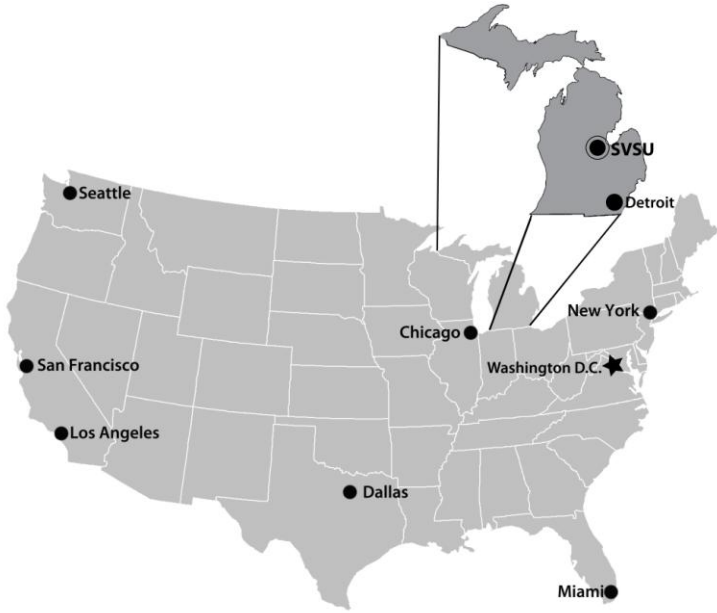 SVSU
Seattle
Detroit
New York
Chicago
San Francisco
Washington D.C.
Los Angeles
Dallas
Miami